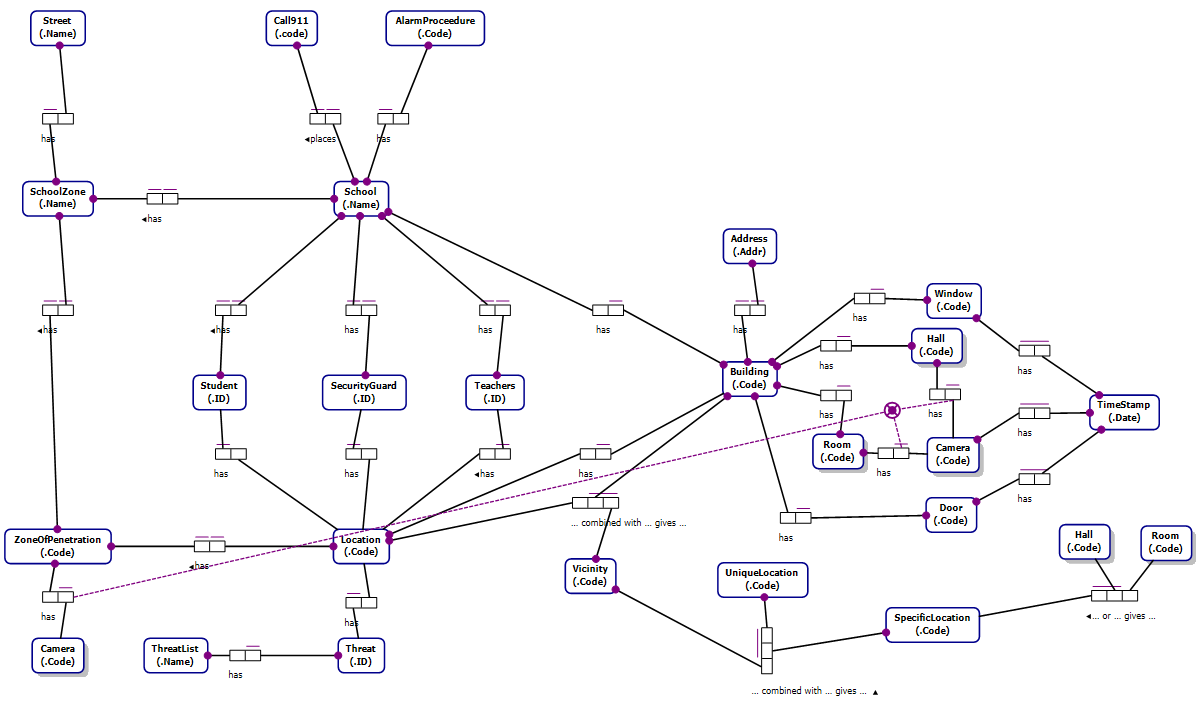 Street
(.Name)
Call911
(.code)
AlarmProceedure
(.Code)
has
◄places
has
SchoolZone
(.Name)
School
(.Name)
◄has
Address
(.Addr)
Window
(.Code)
◄has
◄has
has
has
has
has
has
Hall
(.Code)
has
has
Student
(.ID)
SecurityGuard
(.ID)
Teachers
(.ID)
Building
(.Code)
has
has
TimeStamp
(.Date)
has
Room
(.Code)
Camera
(.Code)
has
has
has
◄has
has
has
has
Door
(.Code)
... combined with ... gives ...
has
ZoneOfPenetration
(.Code)
Location
(.Code)
Hall
(.Code)
Room
(.Code)
◄has
Vicinity
(.Code)
UniqueLocation
(.Code)
has
has
SpecificLocation
(.Code)
◄... or ... gives ...
Camera
(.Code)
ThreatList
(.Name)
has
Threat
(.ID)
... combined with ... gives ... ▲